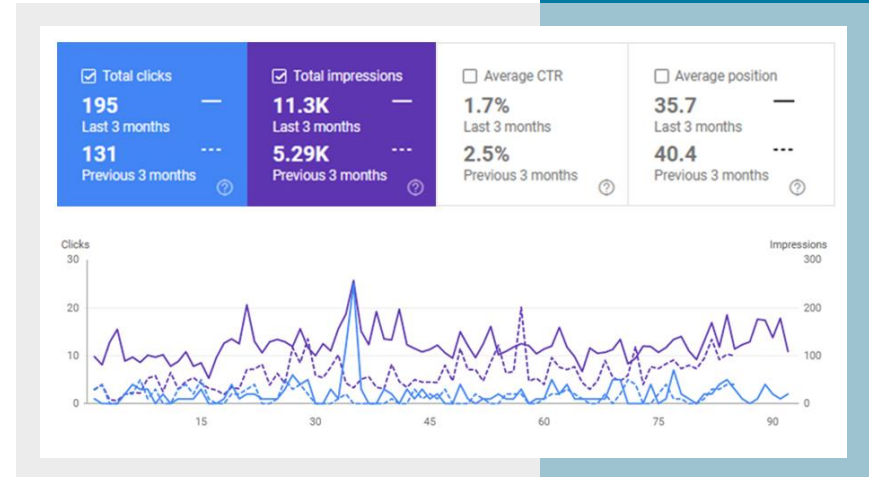 Total clicks
195
Last 3 months
131
Previous 3 months
Total impressions
11.3K
Last 3 months
5.29K
Previous 3 months
Average CTR
1.7%
Last 3 months
2.5%
Previous 3 months
Average position
35.7
Last 3 months
40.4
Previous 3 months
Clicks
Impressions
30
300
20
200
10
100
0
0
15
30
45
60
75
90